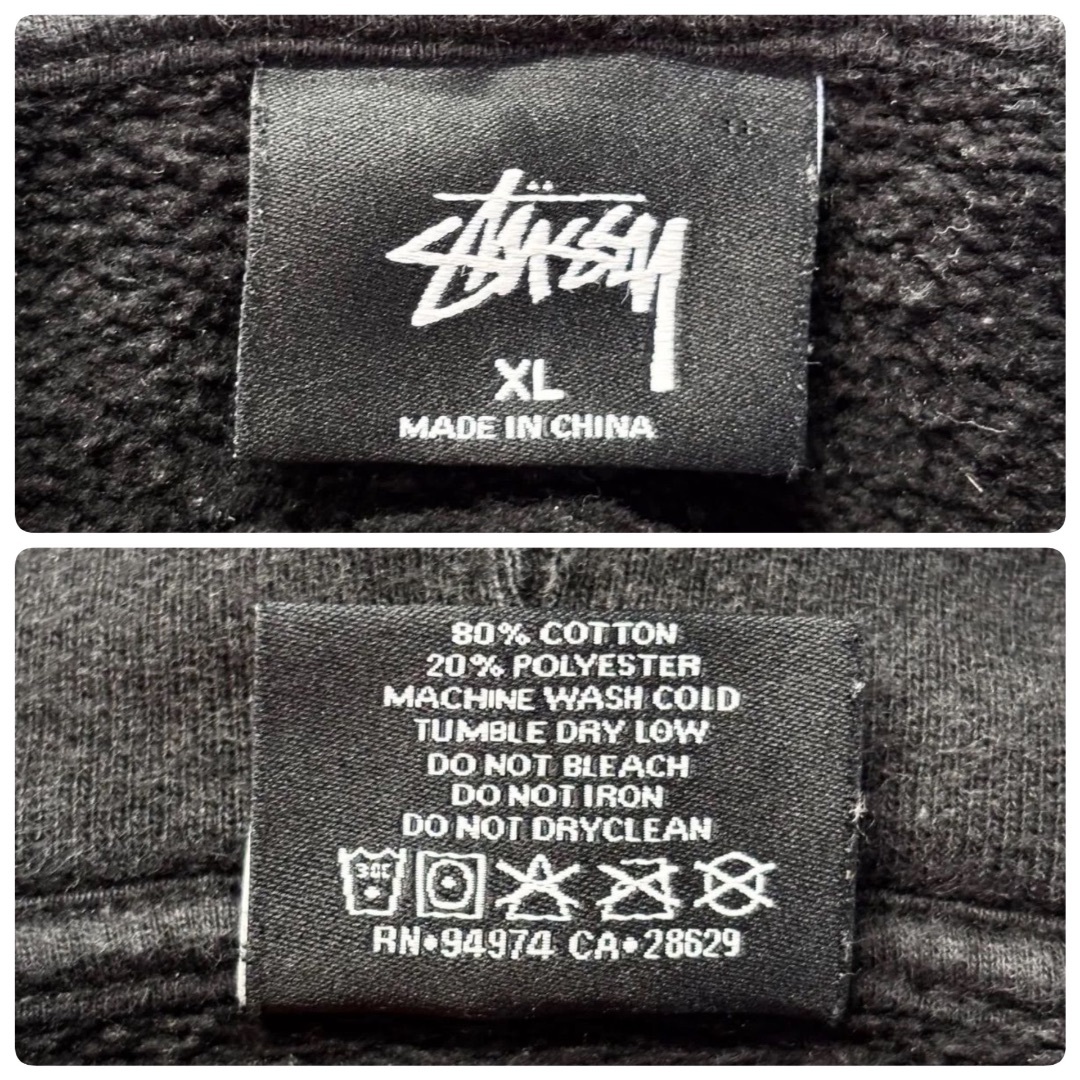 Stüssy
XL
MADE IN CHINA
80% COTTON
20% POLYESTER
MACHINE WASH COLD
TUMBLE DRY LOW
DO NOT BLEACH
DO NOT IRON
DO NOT DRYCLEAN
30C
RN•94974 CA•28629